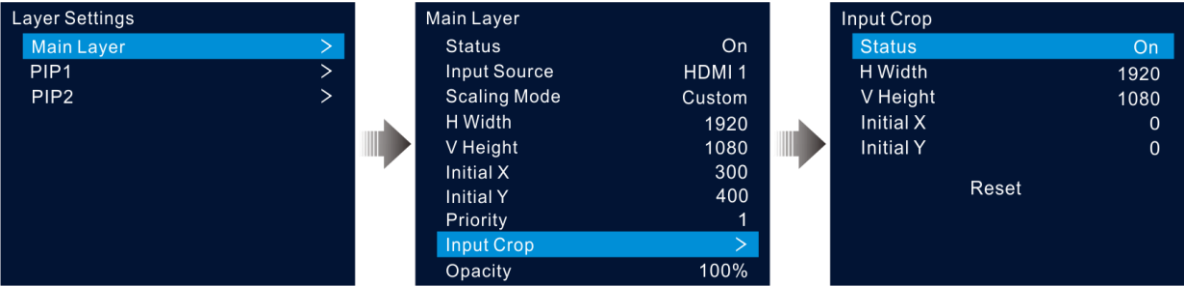 Layer Settings
Main Layer >
PIP1 >
PIP2 >
Main Layer
Status On
Input Source HDMI 1
Scaling Mode Custom
H Width 1920
V Height 1080
Initial X 300
Initial Y 400
Priority 1
Input Crop >
Opacity 100%
Input Crop
Status On
H Width 1920
V Height 1080
Initial X 0
Initial Y 0
Reset